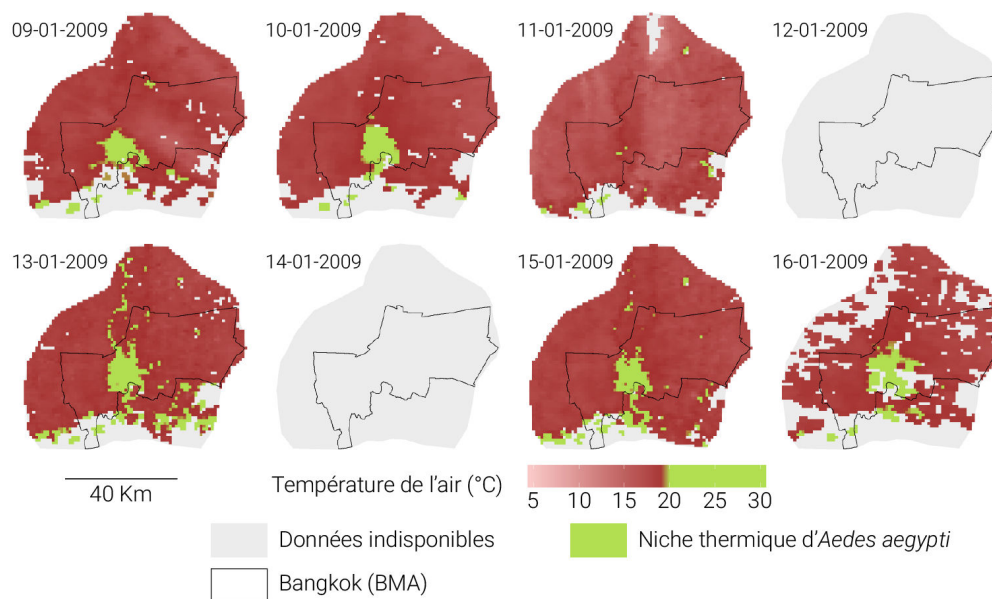 09-01-2009
10-01-2009
11-01-2009
12-01-2009
13-01-2009
14-01-2009
15-01-2009
16-01-2009
40 Km
Température de l'air (°C)
5 10 15 20 25 30
Données indisponibles
Niche thermique d'Aedes aegypti
Bangkok (BMA)